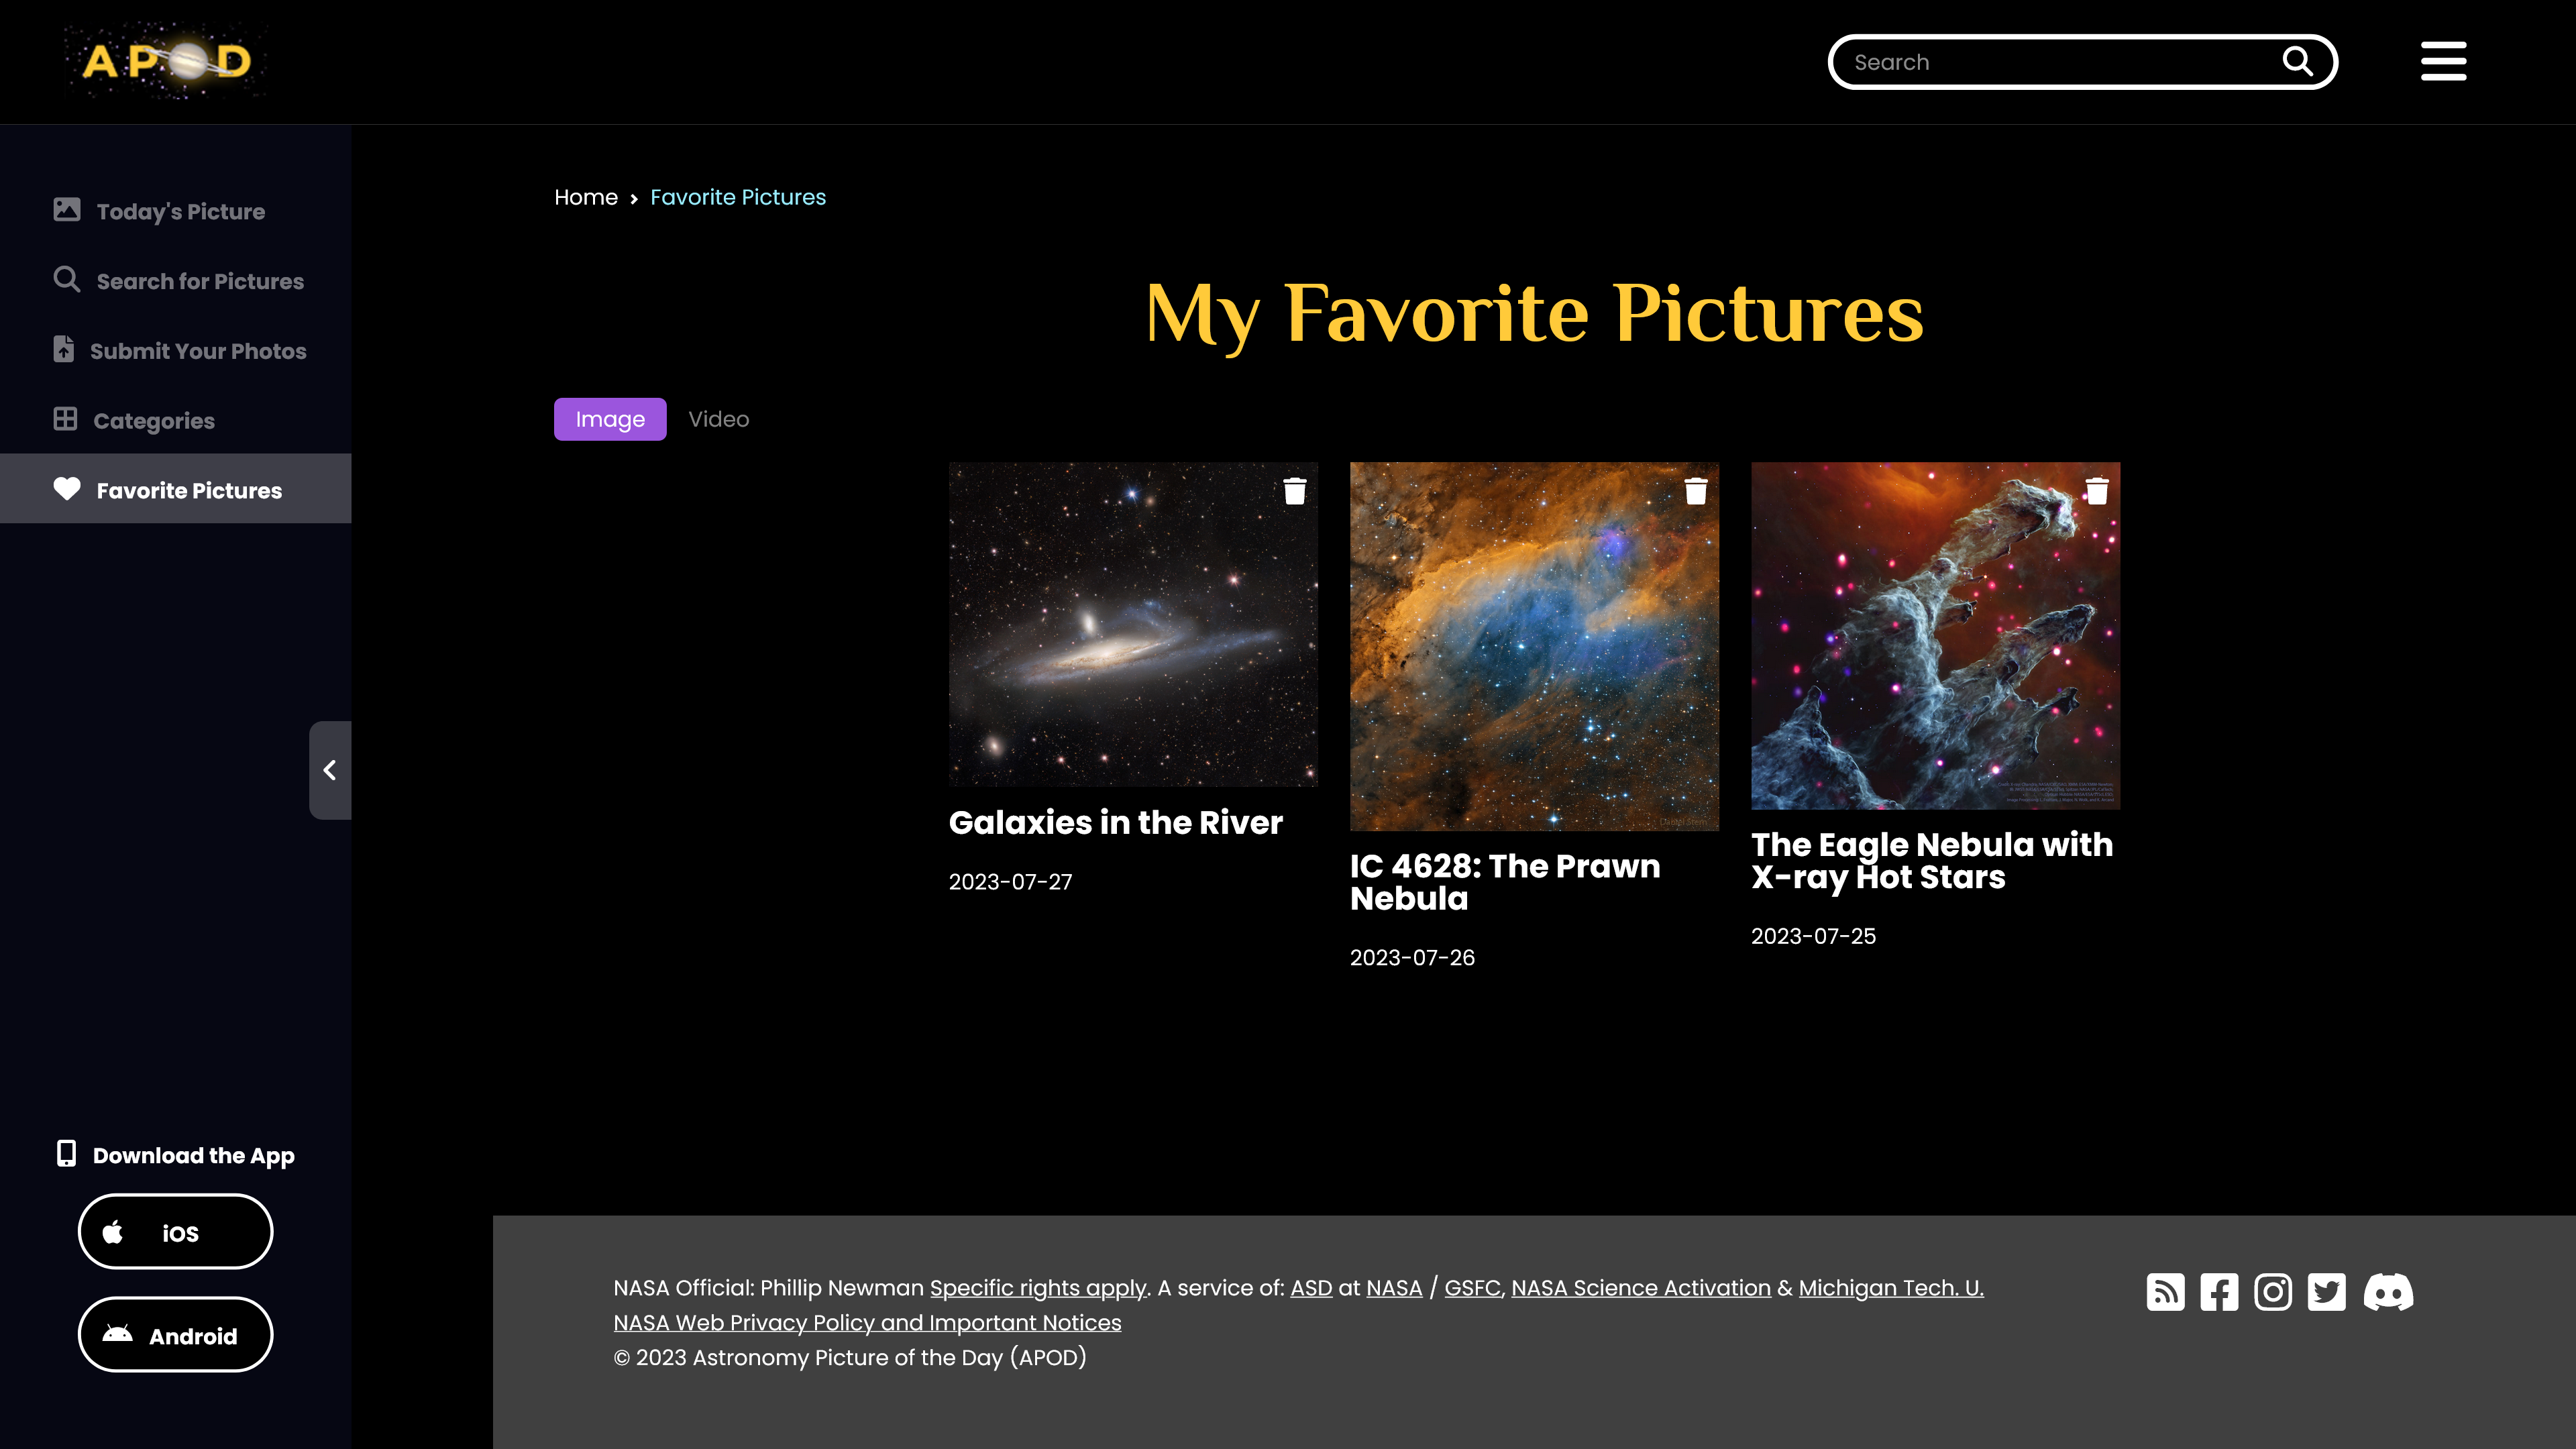 APOD
Search
Today's Picture
Search for Pictures
Submit Your Photos
Categories
Favorite Pictures
Download the App
iOS
Android
Home › Favorite Pictures
My Favorite Pictures
Image Video
Galaxies in the River
2023-07-27
IC 4628: The Prawn
Nebula
2023-07-26
The Eagle Nebula with
X-ray Hot Stars
2023-07-25
NASA Official: Phillip Newman Specific rights apply. A service of: ASD at NASA / GSFC, NASA Science Activation & Michigan Tech. U.
NASA Web Privacy Policy and Important Notices
© 2023 Astronomy Picture of the Day (APOD)